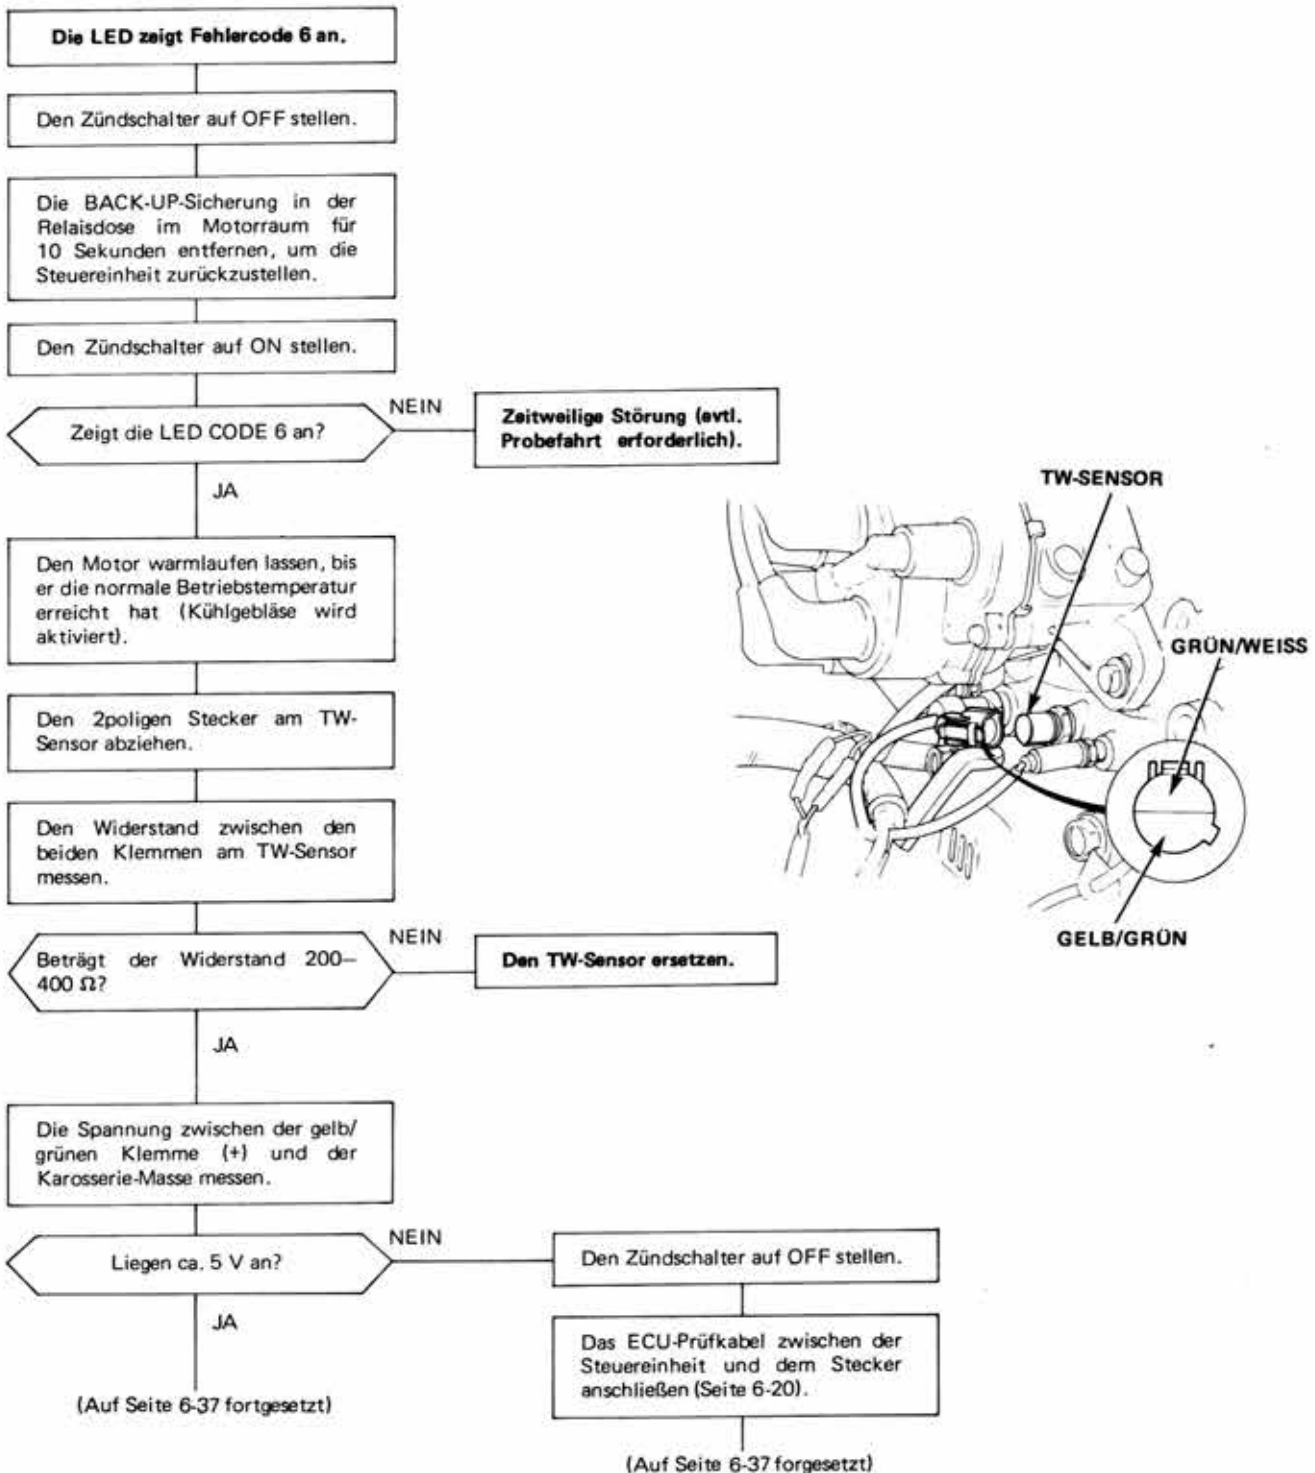 Die LED zeigt Fehlercode 6 an.
Den Zündschalter auf OFF stellen.
Die BACK-UP-Sicherung in der
Relaisdose im Motorraum für
10 Sekunden entfernen, um die
Steuereinheit zurückzustellen.
Den Zündschalter auf ON stellen.
Zeigt die LED CODE 6 an?
NEIN
Zeitweilige Störung (evtl.
Probefahrt erforderlich).
JA
Den Motor warmlaufen lassen, bis
er die normale Betriebstemperatur
erreicht hat (Kühlgebläse wird
aktiviert).
Den 2poligen Stecker am TW-
Sensor abziehen.
Den Widerstand zwischen den
beiden Klemmen am TW-Sensor
messen.
Beträgt der Widerstand 200–
400 Ω?
NEIN
Den TW-Sensor ersetzen.
JA
Die Spannung zwischen der gelb/
grünen Klemme (+) und der
Karosserie-Masse messen.
Liegen ca. 5 V an?
NEIN
Den Zündschalter auf OFF stellen.
Das ECU-Prüfkabel zwischen der
Steuereinheit und dem Stecker
anschließen (Seite 6-20).
(Auf Seite 6-37 forgesetzt)
JA
(Auf Seite 6-37 fortgesetzt)
TW-SENSOR
GRÜN/WEISS
GELB/GRÜN